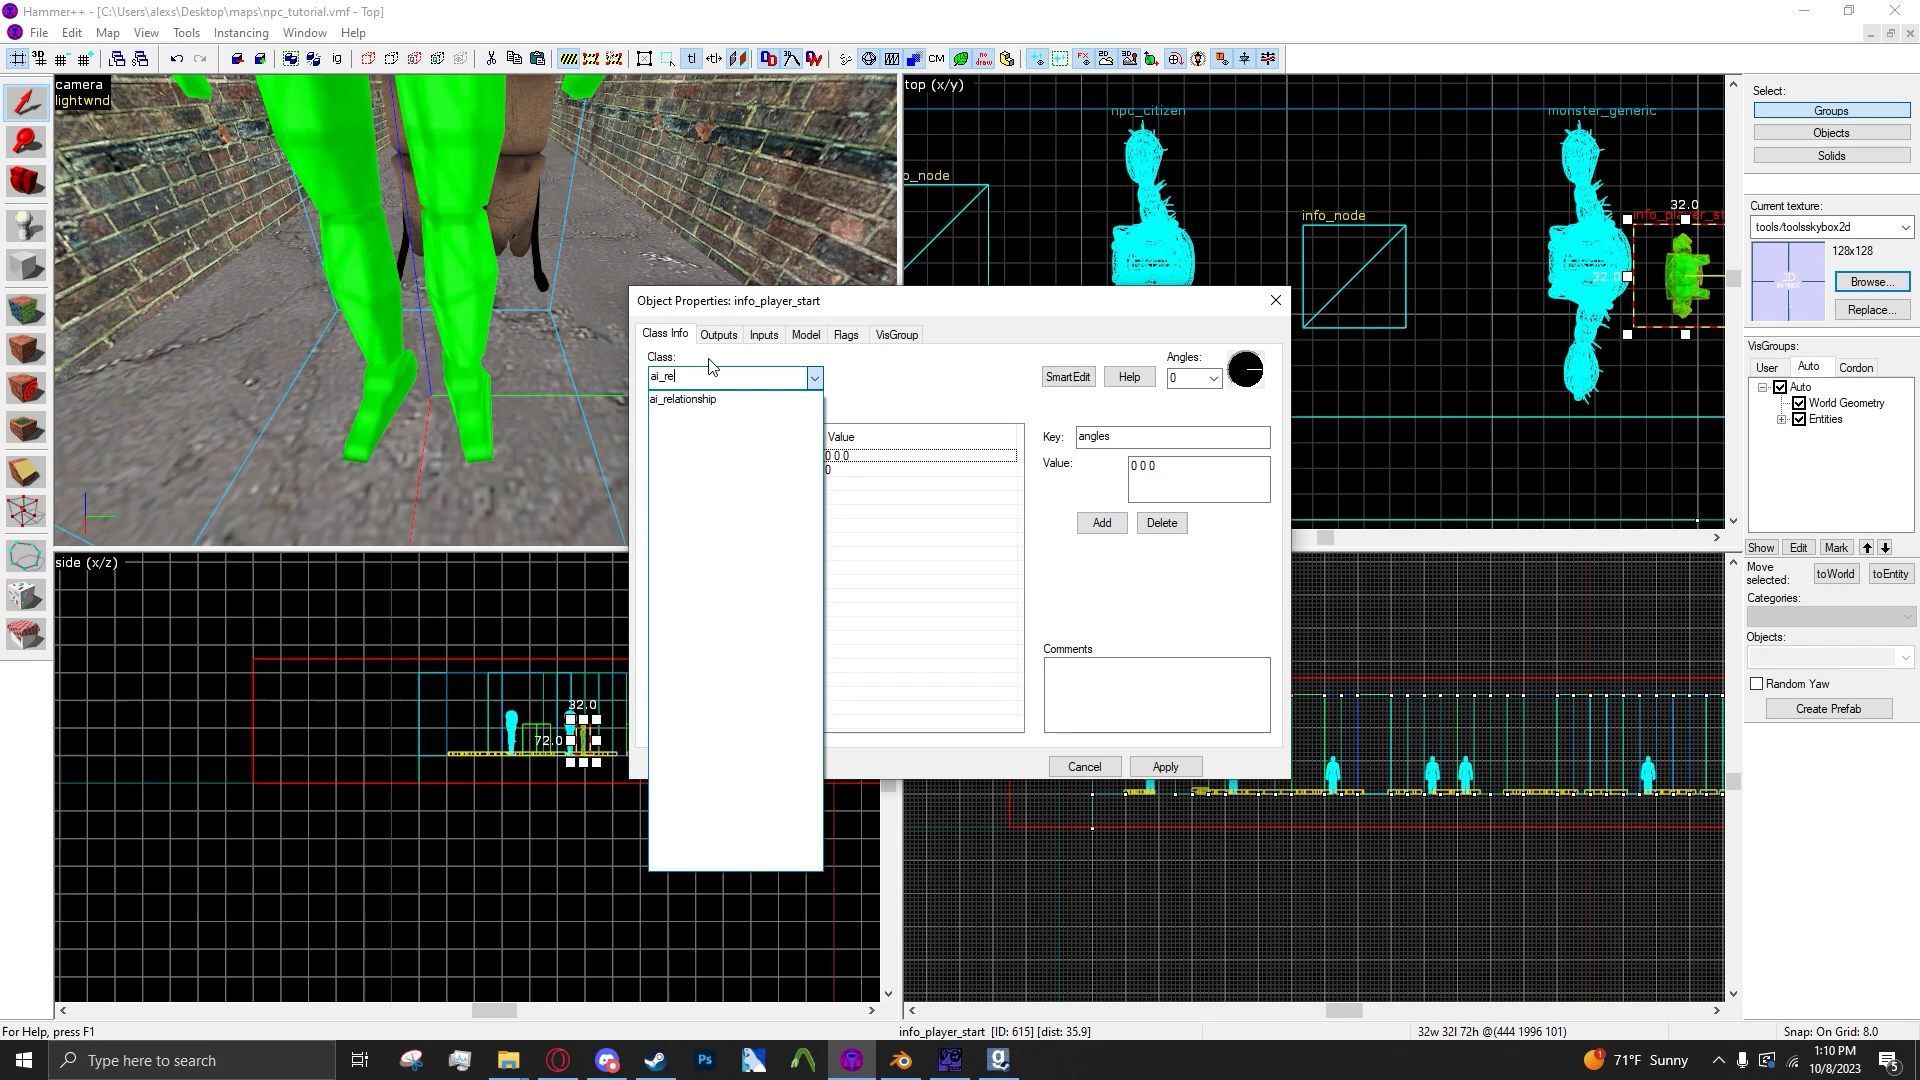 Hammer++ - [C:\Users\alexs\Desktop\maps\npc_tutorial.vmf - Top]
File Edit Map View Tools Instancing Window Help
camera
lightwnd
top (x/y)
npc_citizen
monster_generic
o_node
info_node
32.0
info_player_st
32.0
Select:
Groups
Objects
Solids
Current texture:
tools/toolsskybox2d
128x128
Browse...
Replace...
VisGroups:
User Auto Cordon
Auto
World Geometry
Entities
Show Edit Mark
Move selected:
toWorld toEntity
Categories:
Objects:
Random Yaw
Create Prefab
Object Properties: info_player_start
Class Info Outputs Inputs Model Flags VisGroup
Class:
ai_re
ai_relationship
SmartEdit Help
Angles:
0
Value
0 0 0
0
Key: angles
Value: 0 0 0
Add Delete
Comments
Cancel Apply
side (x/z)
32.0
72.0
For Help, press F1
info_player_start [ID: 615] [dist: 35.9]
32w 32l 72h @(444 1996 101)
Snap: On Grid: 8.0
Type here to search
71°F Sunny
1:10 PM
10/8/2023
5